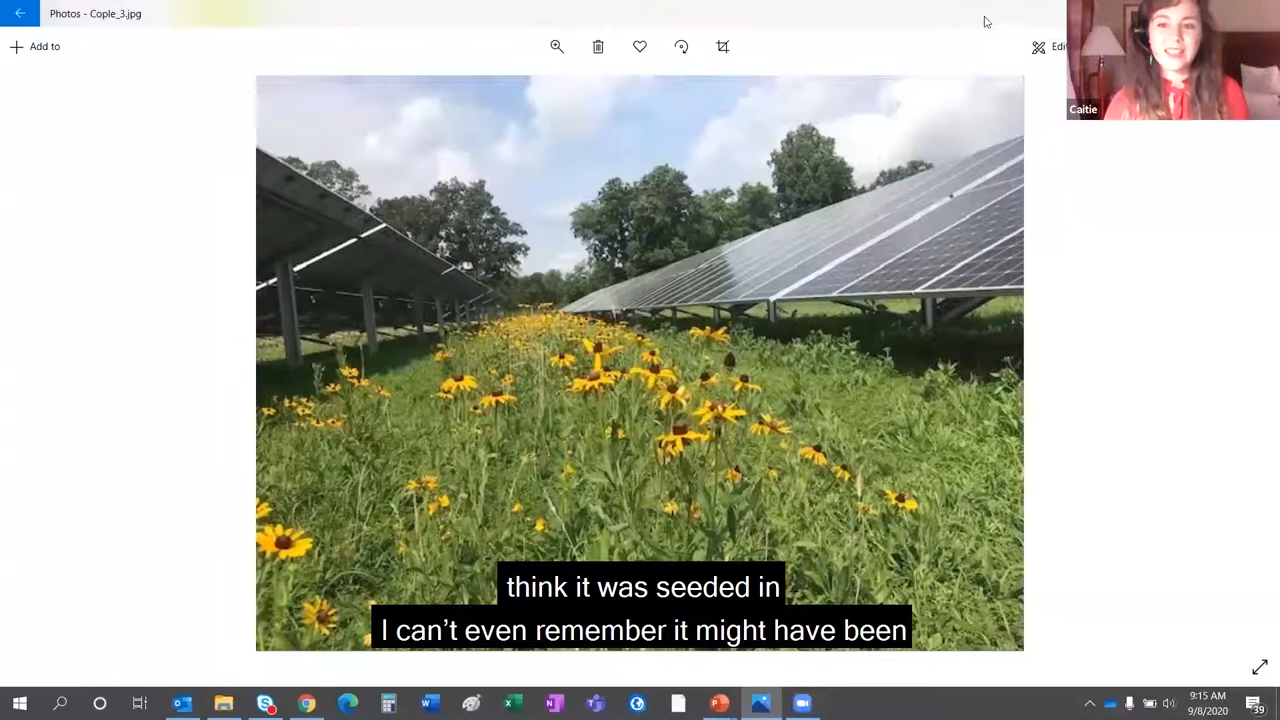 Photos - Cople_3.jpg
Add to
Edi
Caitie
think it was seeded in
I can't even remember it might have been
9:15 AM
9/8/2020
39